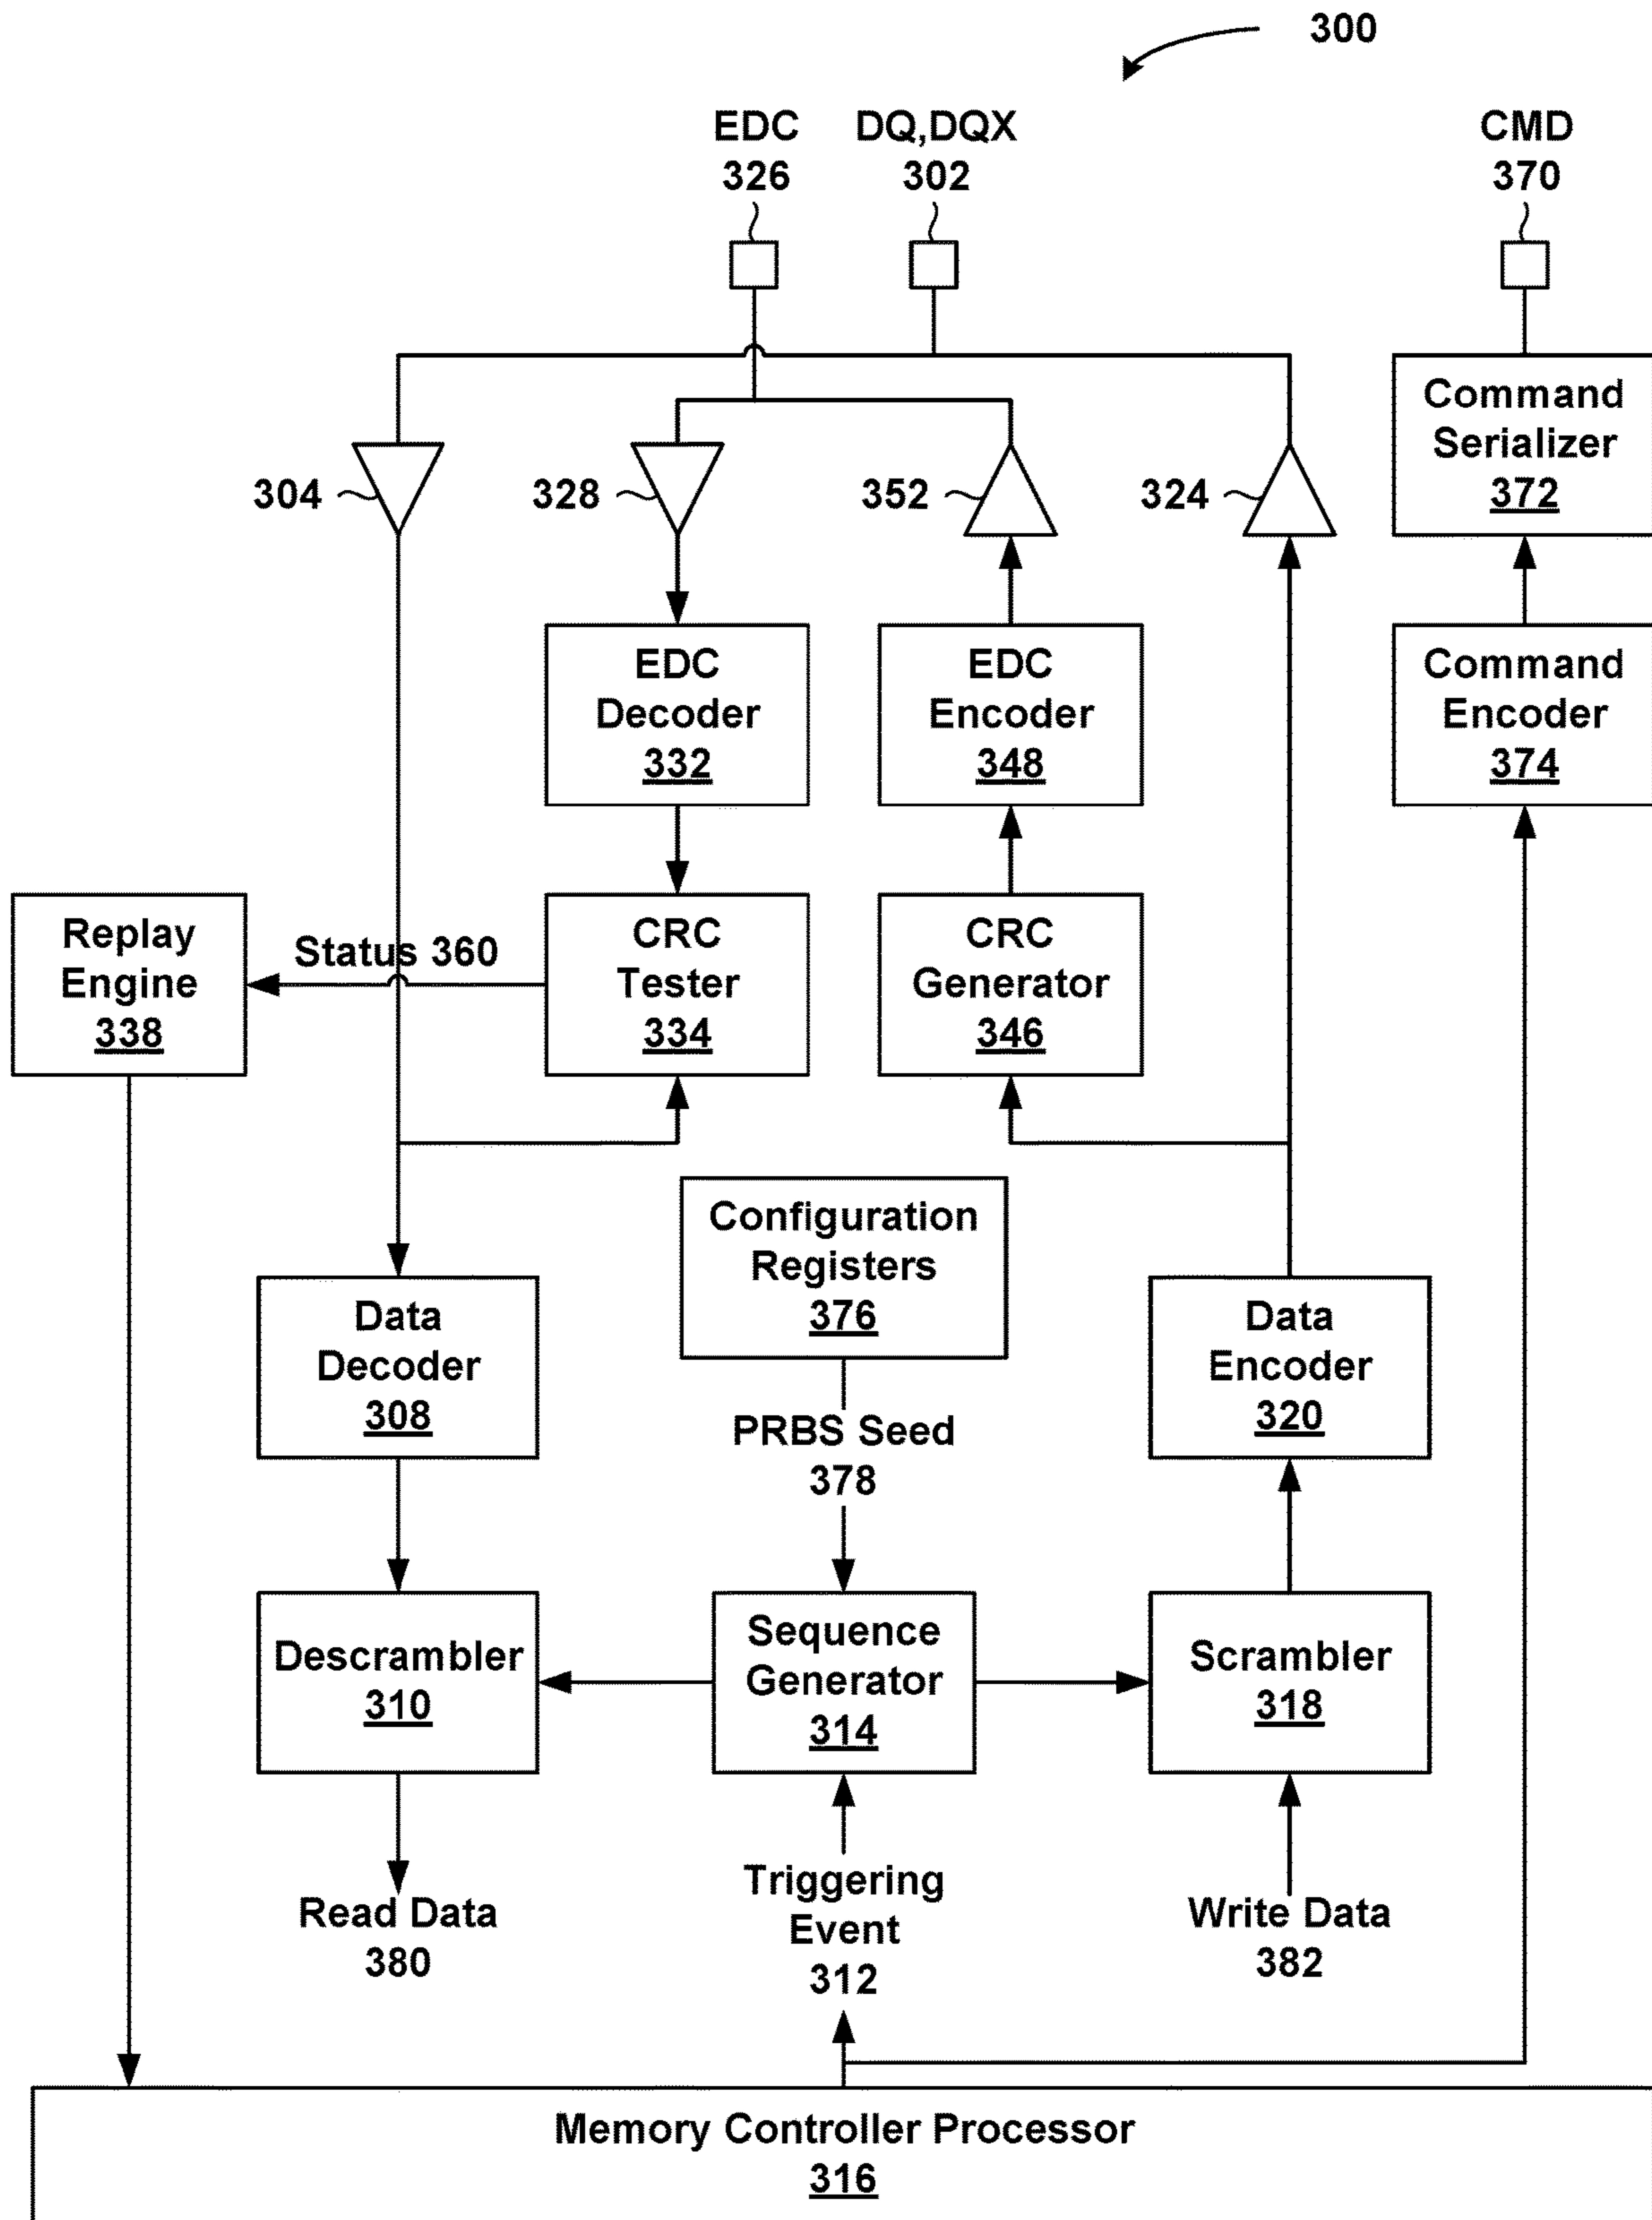 300
EDC
326
DQ,DQX
302
CMD
370
Command
Serializer
372
304
328
352
324
EDC
Decoder
332
EDC
Encoder
348
Command
Encoder
374
Replay
Engine
338
Status 360
CRC
Tester
334
CRC
Generator
346
Configuration
Registers
376
Data
Decoder
308
PRBS Seed
378
Data
Encoder
320
Descrambler
310
Sequence
Generator
314
Scrambler
318
Read Data
380
Triggering
Event
312
Write Data
382
Memory Controller Processor
316